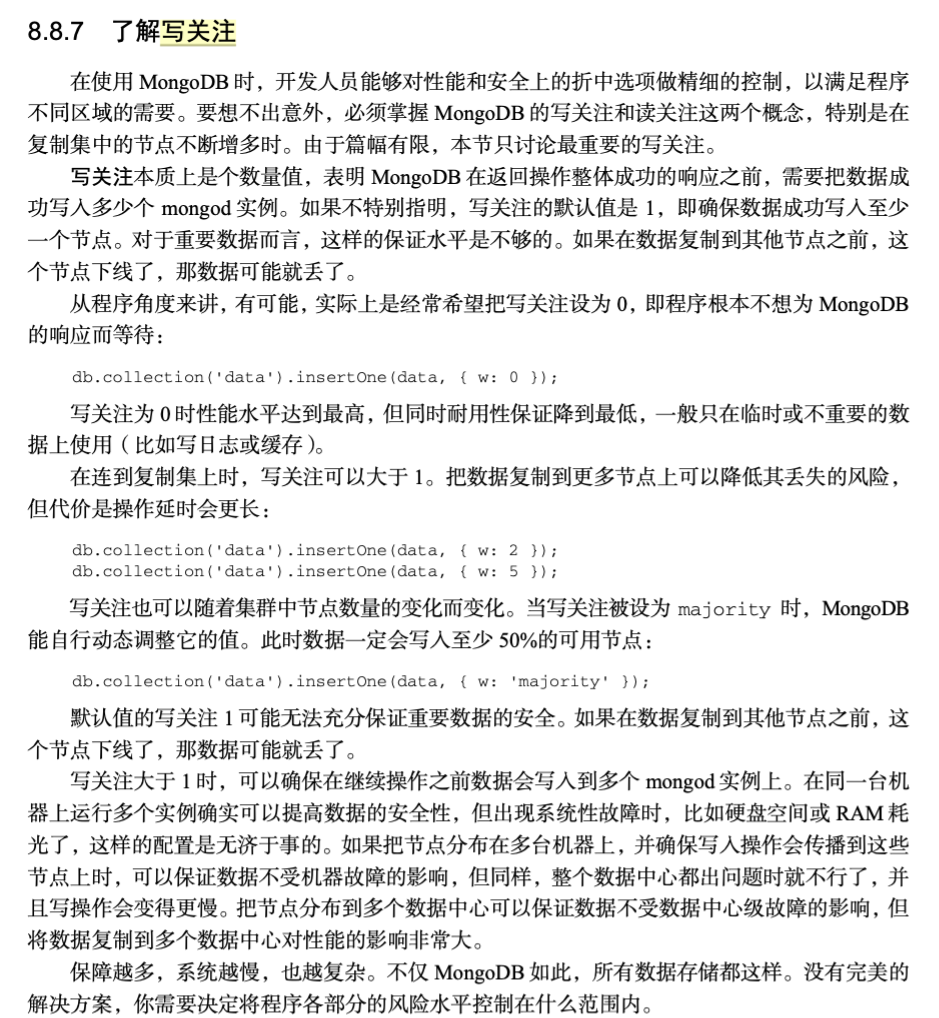 8.8.7 了解写关注
在使用 MongoDB 时，开发人员能够对性能和安全上的折中选项做精细的控制，以满足程序
不同区域的需要。要想不出意外，必须掌握 MongoDB 的写关注和读关注这两个概念，特别是在
复制集中的节点不断增多时。由于篇幅有限，本节只讨论最重要的写关注。
写关注本质上是个数量值，表明 MongoDB 在返回操作整体成功的响应之前，需要把数据成
功写入多少个 mongod 实例。如果不特别指明，写关注的默认值是 1，即确保数据成功写入至少
一个节点。对于重要数据而言，这样的保证水平是不够的。如果在数据复制到其他节点之前，这
个节点下线了，那数据可能就丢了。
从程序角度来讲，有可能，实际上是经常希望把写关注设为 0，即程序根本不想为 MongoDB
的响应而等待：
db.collection('data').insertOne(data, { w: 0 });
写关注为 0 时性能水平达到最高，但同时耐用性保证降到最低，一般只在临时或不重要的数
据上使用（比如写日志或缓存）。
在连到复制集上时，写关注可以大于 1。把数据复制到更多节点上可以降低其丢失的风险，
但代价是操作延时会更长：
db.collection('data').insertOne(data, { w: 2 });
db.collection('data').insertOne(data, { w: 5 });
写关注也可以随着集群中节点数量的变化而变化。当写关注被设为 majority 时，MongoDB
能自行动态调整它的值。此时数据一定会写入至少 50%的可用节点：
db.collection('data').insertOne(data, { w: 'majority' });
默认值的写关注 1 可能无法充分保证重要数据的安全。如果在数据复制到其他节点之前，这
个节点下线了，那数据可能就丢了。
写关注大于 1 时，可以确保在继续操作之前数据会写入到多个 mongod 实例上。在同一台机
器上运行多个实例确实可以提高数据的安全性，但出现系统性故障时，比如硬盘空间或 RAM 耗
光了，这样的配置是无济于事的。如果把节点分布在多台机器上，并确保写入操作会传播到这些
节点上时，可以保证数据不受机器故障的影响，但同样，整个数据中心都出问题时就不行了，并
且写操作会变得更慢。把节点分布到多个数据中心可以保证数据不受数据中心级故障的影响，但
将数据复制到多个数据中心对性能的影响非常大。
保障越多，系统越慢，也越复杂。不仅 MongoDB 如此，所有数据存储都这样。没有完美的
解决方案，你需要决定将程序各部分的风险水平控制在什么范围内。